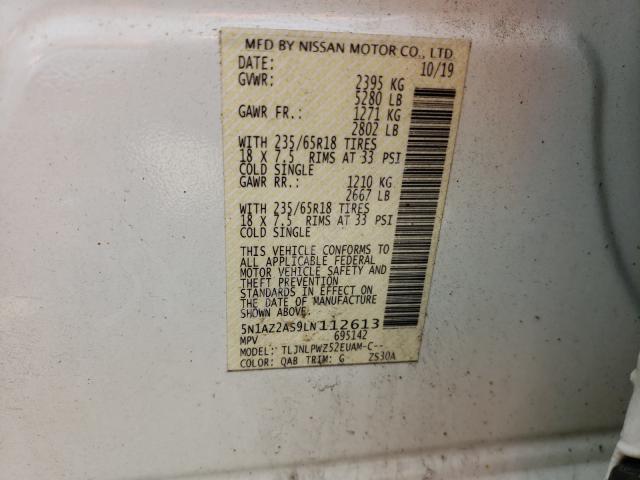 MFD BY NISSAN MOTOR CO., LTD.
DATE: 10/19
GVWR: 2395 KG
5280 LB
GAWR FR.: 1271 KG
2802 LB
WITH 235/65R18 TIRES
18 X 7.5 RIMS AT 33 PSI
COLD SINGLE
GAWR RR.: 1210 KG
2667 LB
WITH 235/65R18 TIRES
18 X 7.5 RIMS AT 33 PSI
COLD SINGLE
THIS VEHICLE CONFORMS TO
ALL APPLICABLE FEDERAL
MOTOR VEHICLE SAFETY AND
THEFT PREVENTION
STANDARDS IN EFFECT ON
THE DATE OF MANUFACTURE
SHOWN ABOVE.
5N1AZ2AS9LN112613
MPV 695142
MODEL: TLJNLPWZ52EUAM-C--
COLOR: QAB TRIM: G ZS30A